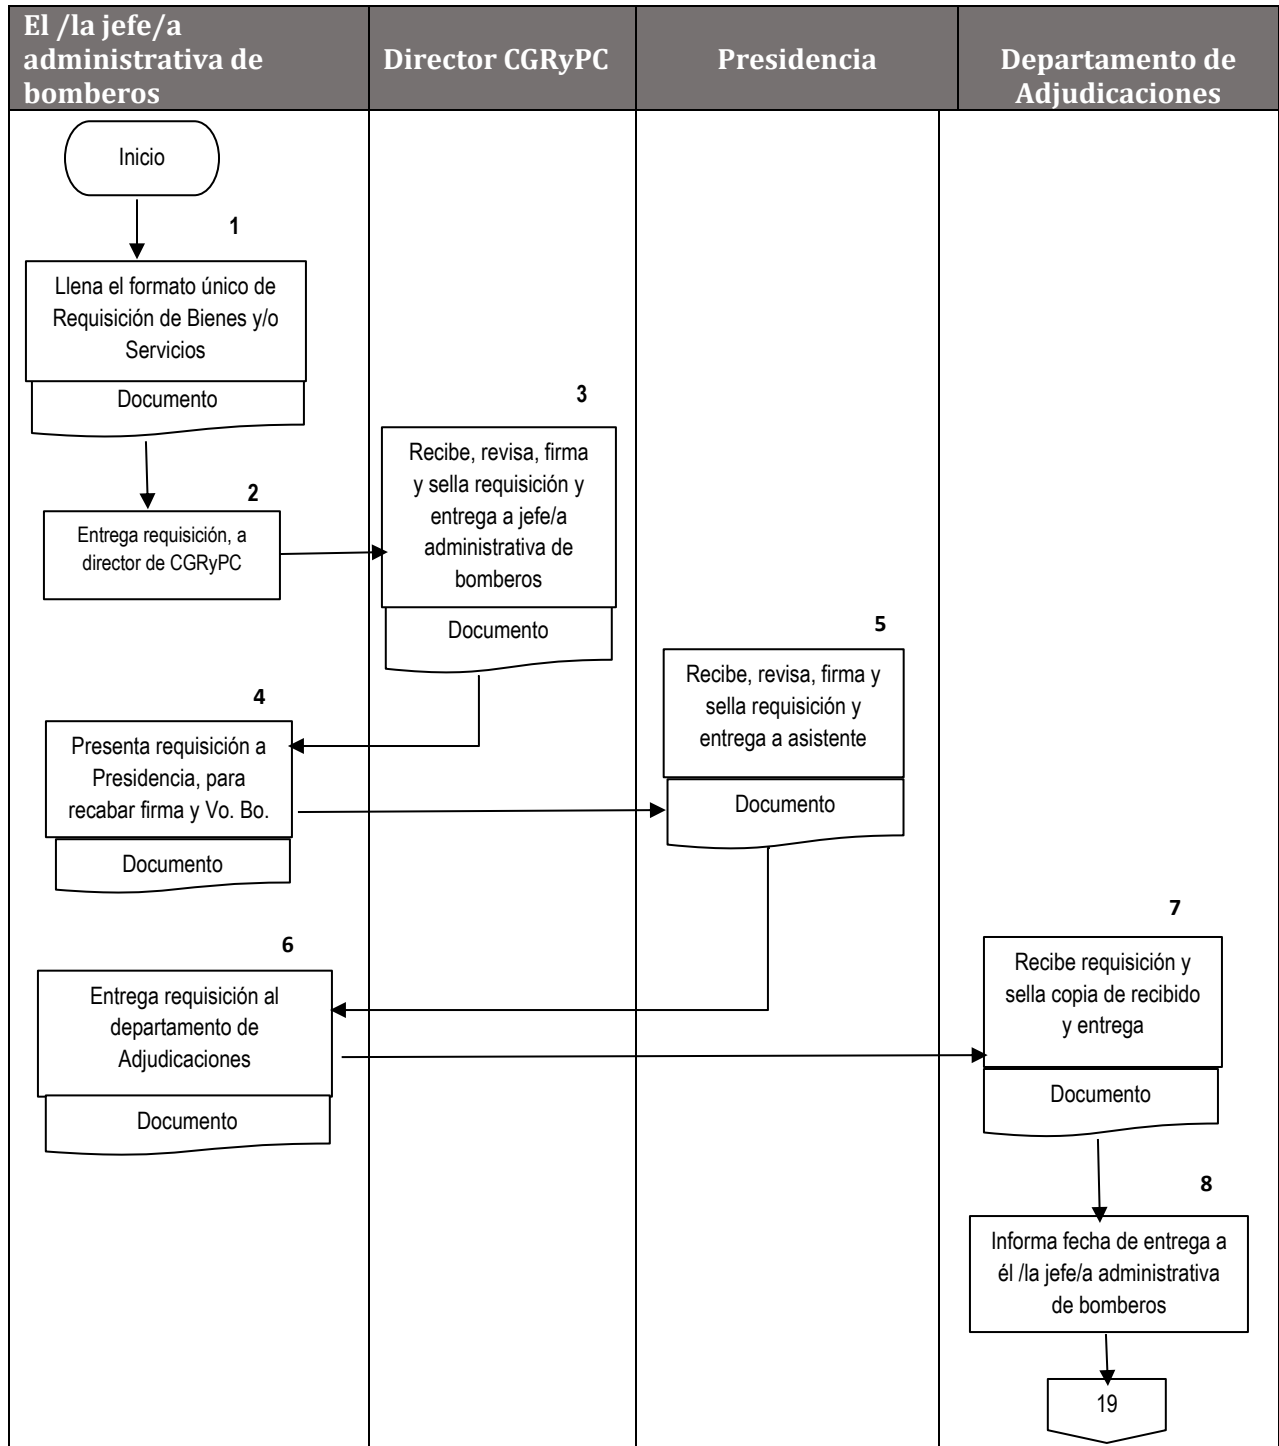 El /la jefe/a
administrativa de
bomberos
Director CGRyPC
Presidencia
Departamento de
Adjudicaciones
Inicio
1
Llena el formato único de
Requisición de Bienes y/o
Servicios
Documento
2
Entrega requisición, a
director de CGRyPC
3
Recibe, revisa, firma
y sella requisición y
entrega a jefe/a
administrativa de
bomberos
Documento
4
Presenta requisición a
Presidencia, para
recabar firma y Vo. Bo.
Documento
5
Recibe, revisa, firma y
sella requisición y
entrega a asistente
Documento
6
Entrega requisición al
departamento de
Adjudicaciones
Documento
7
Recibe requisición y
sella copia de recibido
y entrega
Documento
8
Informa fecha de entrega a
él /la jefe/a administrativa
de bomberos
19